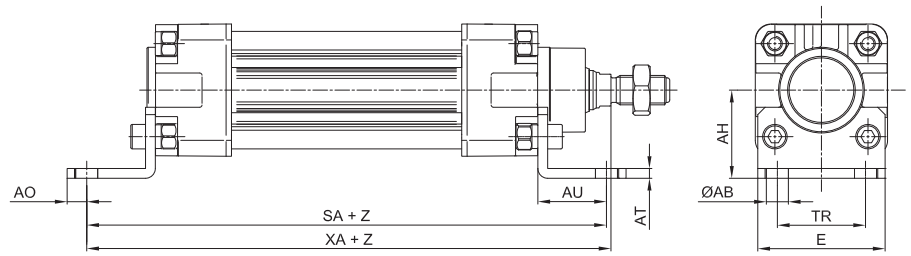 AO
SA + Z
XA + Z
AU
AT
AH
ØAB
TR
E